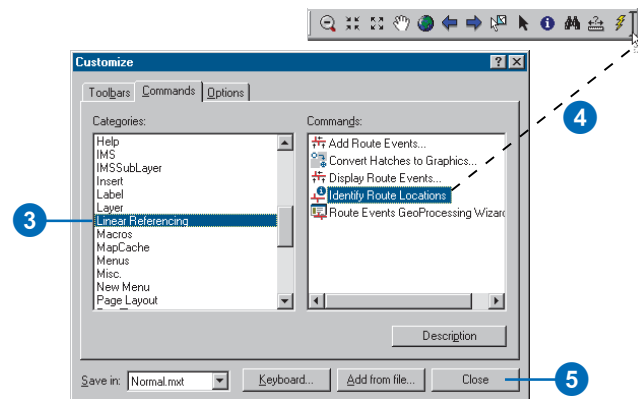 Customize
Toolbars Commands Options
Categories:
Commands:
Help
IMS
IMSSubLayer
Insert
Label
Layer
Linear Referencing
Macros
MapCache
Menus
Misc.
New Menu
Page Layout
Add Route Events...
Convert Hatches to Graphics...
Display Route Events...
Identify Route Locations
Route Events GeoProcessing Wizard
4
3
Description
Save in: Normal.mxt Keyboard... Add from file... Close
5